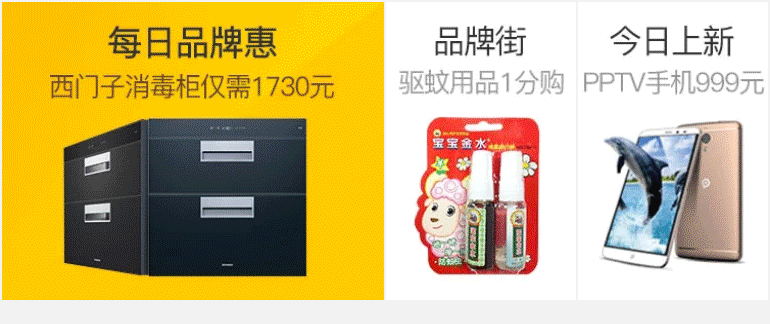 每日品牌惠
西门子消毒柜仅需1730元
品牌街
驱蚊用品1分购
宝宝金水
今日上新
PPTV手机999元